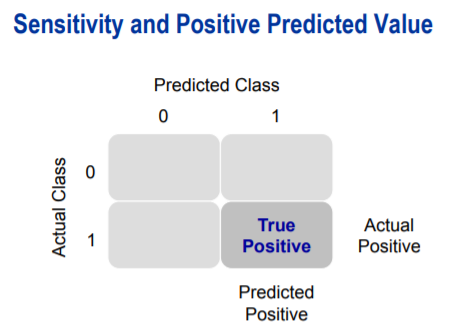 Sensitivity and Positive Predicted Value
Predicted Class
0 1
Actual Class
0
1
True
Positive
Actual
Positive
Predicted
Positive